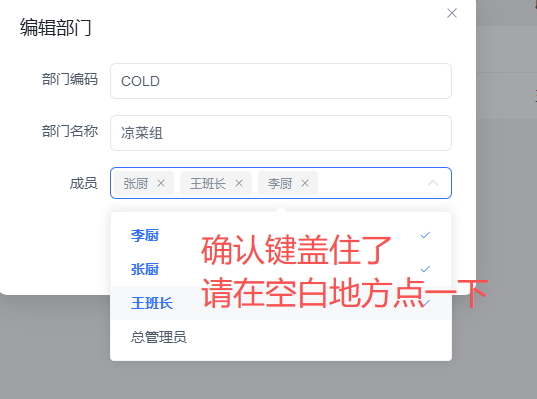 编辑部门
部门编码 COLD
部门名称 凉菜组
成员 张厨 王班长 李厨
李厨
张厨
王班长
总管理员
确认键盖住了
请在空白地方点一下